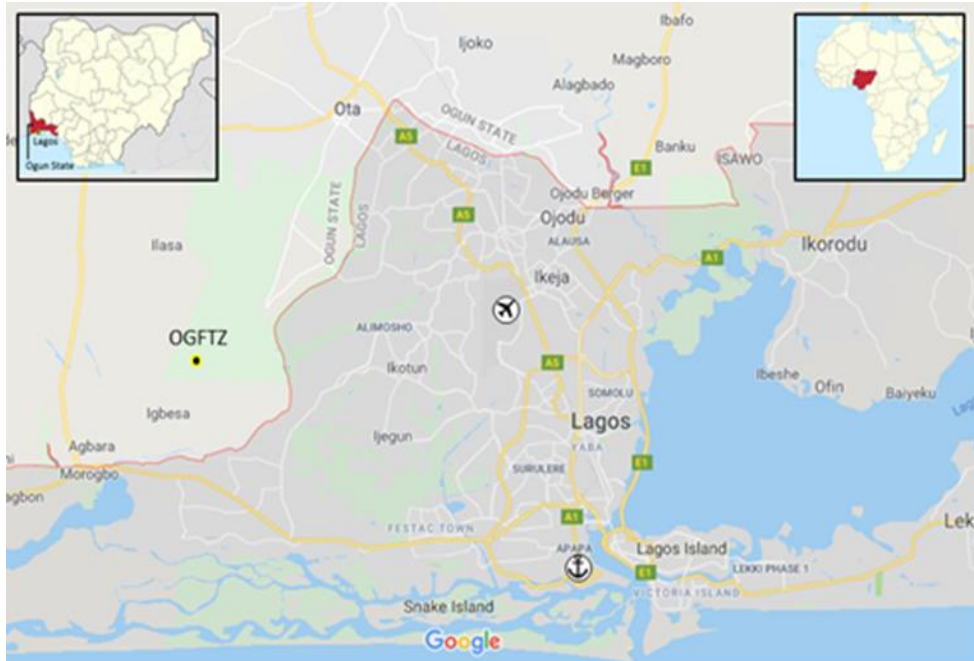 Lagos
Ogun State
Ibafo
Ijoko
Magboro
Alagbado
Ota
OGUN STATE
LAGOS
A5
Banku
E1
ISAWO
Ojodu Berger
OGUN STATE
LAGOS
A5
Ojodu
ALAUSA
Ikorodu
A1
Ilasa
Ikeja
OGFTZ
ALIMOSHO
Ikotun
A5
Ibeshe
Ofin
Baiyeku
SOMOLU
Igbesa
Lagos
Ijegun
YABA
Agbara
Morogbo
SURULERE
E1
A1
FESTAC TOWN
APAPA
Lagos Island
LEKKI PHASE 1
E1
VICTORIA ISLAND
Snake Island
Google